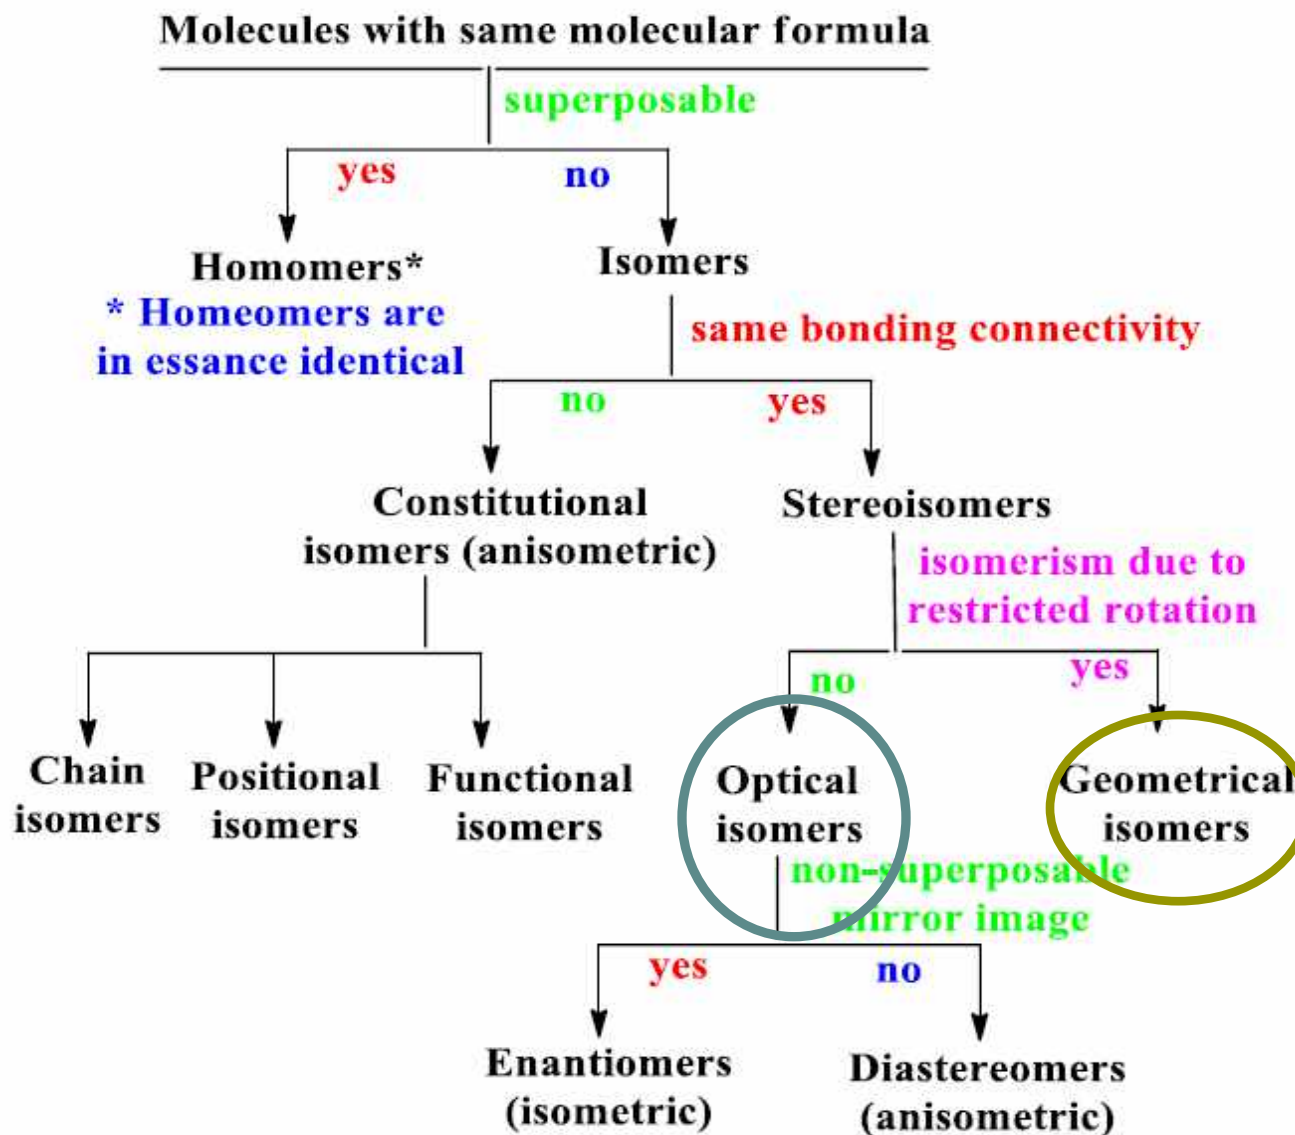 Molecules with same molecular formula
superposable
yes
no
Homomers*
Isomers
* Homeomers are
in essance identical
same bonding connectivity
no
yes
Constitutional
isomers (anisometric)
Stereoisomers
isomerism due to
restricted rotation
no
yes
Chain
isomers
Positional
isomers
Functional
isomers
Optical
isomers
Geometrical
isomers
non-superposable
mirror image
yes
no
Enantiomers
(isometric)
Diastereomers
(anisometric)